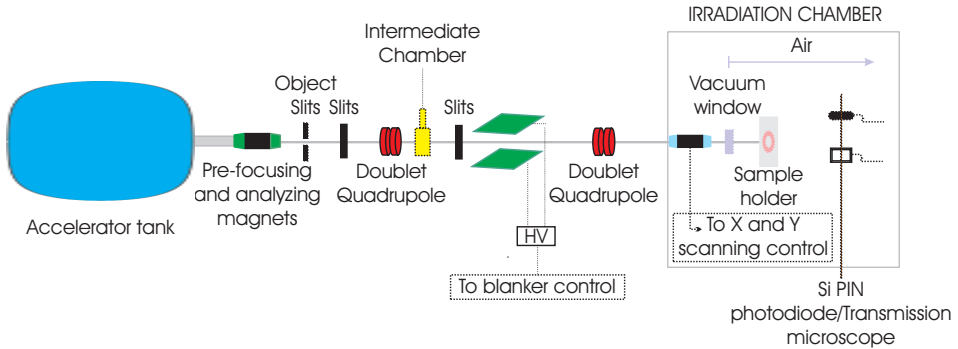 IRRADIATION CHAMBER
Air
Intermediate
Chamber
Object
Slits
Slits
Slits
Vacuum
window
Pre-focusing
and analyzing
magnets
Doublet
Quadrupole
Doublet
Quadrupole
Sample
holder
Accelerator tank
HV
To X and Y
scanning control
To blanker control
Si PIN
photodiode/Transmission
microscope